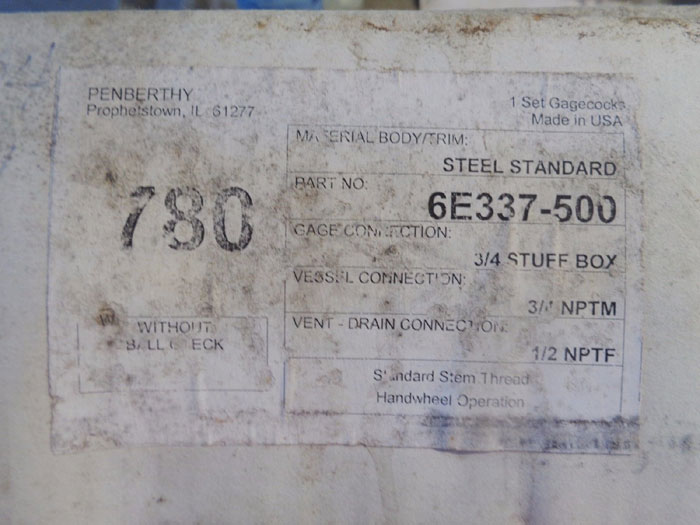 PENBERTHY
Prophetstown, IL 61277
1 Set Gagecocks
Made in USA
780
MATERIAL BODY/TRIM:
STEEL STANDARD
PART NO:
6E337-500
GAGE CONNECTION:
3/4 STUFF BOX
VESSEL CONNECTION:
3/4 NPTM
VENT - DRAIN CONNECTION:
1/2 NPTF
WITHOUT
BALL CHECK
Standard Stem Thread
Handwheel Operation